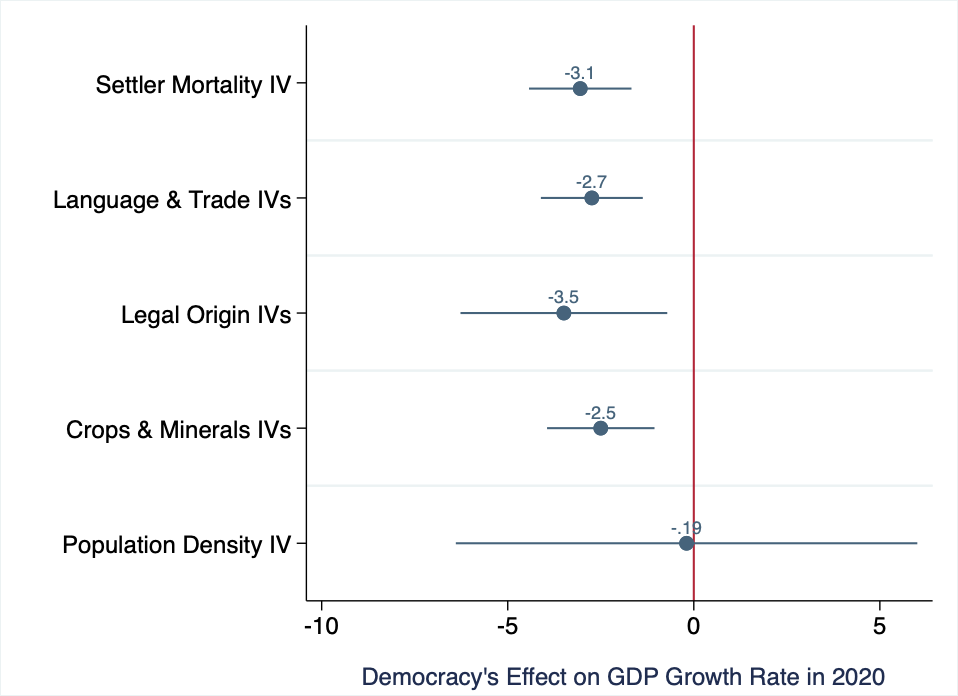 Settler Mortality IV
-3.1
Language & Trade IVs
-2.7
Legal Origin IVs
-3.5
Crops & Minerals IVs
-2.5
Population Density IV
-.19
-10 -5 0 5
Democracy's Effect on GDP Growth Rate in 2020